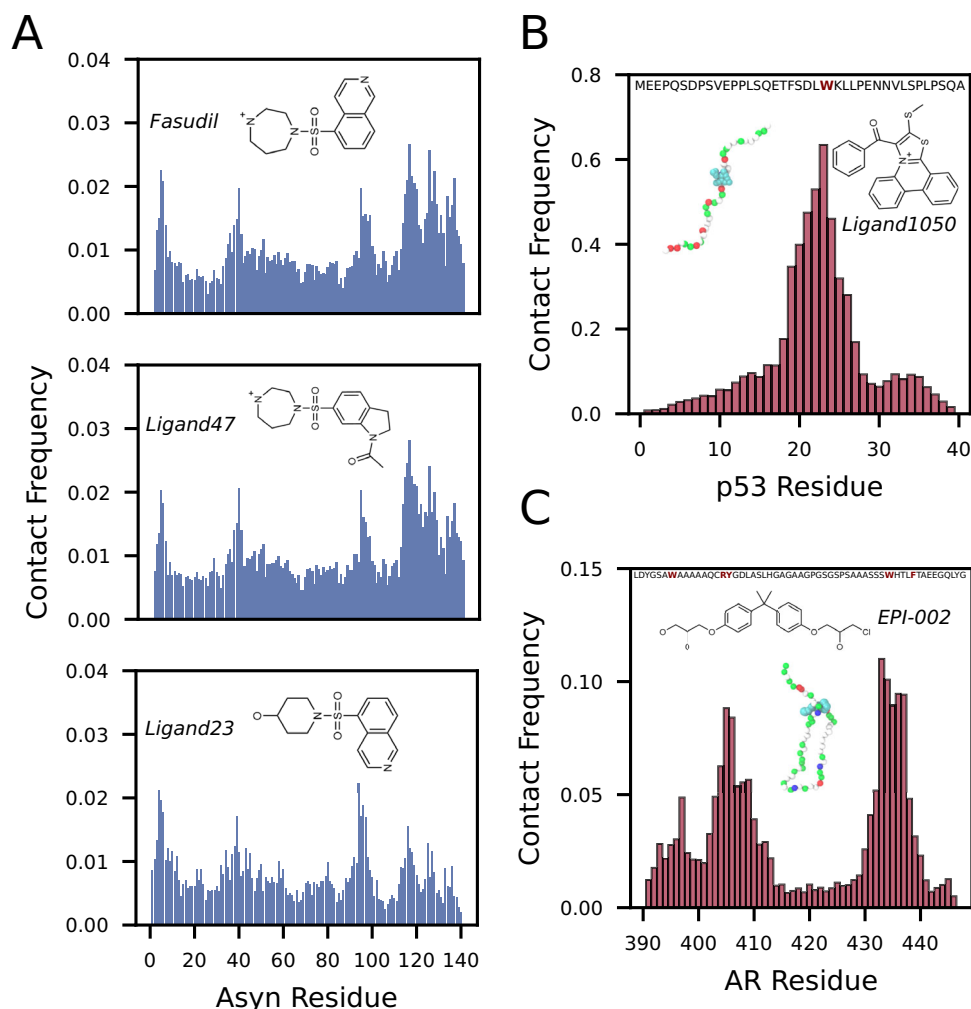 A
Contact Frequency
0.04
0.03
0.02
0.01
0.00
Fasudil
N
+
N
S
O
O
N
0.04
0.03
0.02
0.01
0.00
Ligand47
N
+
N
S
O
O
N
O
0.04
0.03
0.02
0.01
0.00
Ligand23
O
N
S
O
O
N
0 20 40 60 80 100 120 140
Asyn Residue
B
Contact Frequency
0.8
0.6
0.4
0.2
0.0
MEEPQSDPSVEPPLSQETFSDLWKLLPENNVLSPLPSQA
O
S
S
N+
Ligand1050
0 10 20 30 40
p53 Residue
C
Contact Frequency
0.15
0.10
0.05
0.00
LDYGSAWAAAAAQCRYGDLASLHGAGAAGPGSGSPSAAASSSWHTLFTAEEGQLYG
EPI-002
O
O
O
O
O
Cl
390 400 410 420 430 440
AR Residue